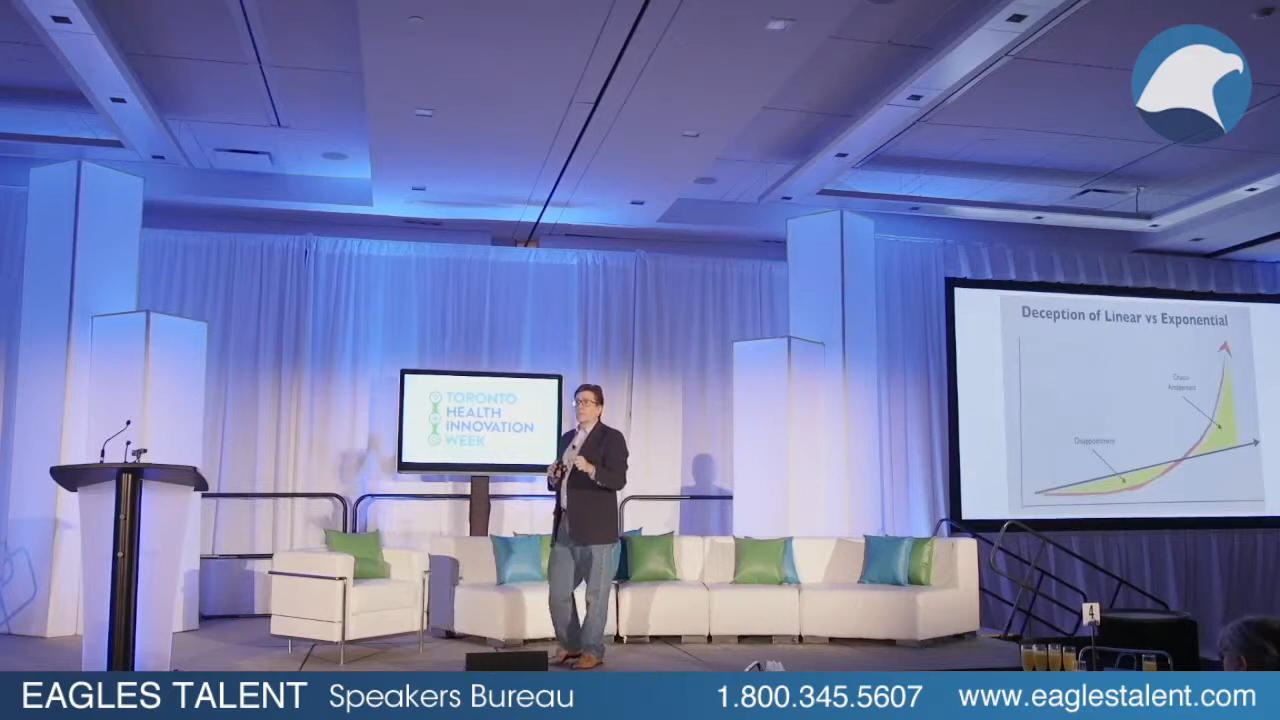 Deception of Linear vs Exponential
Disappointment
TORONTO
HEALTH
INNOVATION
WEEK
4
EAGLES TALENT Speakers Bureau 1.800.345.5607 www.eaglestalent.com